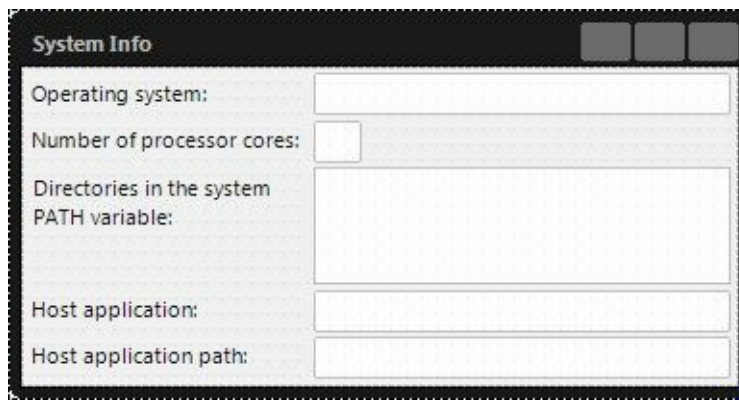 System Info
Operating system:
Number of processor cores:
Directories in the system
PATH variable:
Host application:
Host application path: